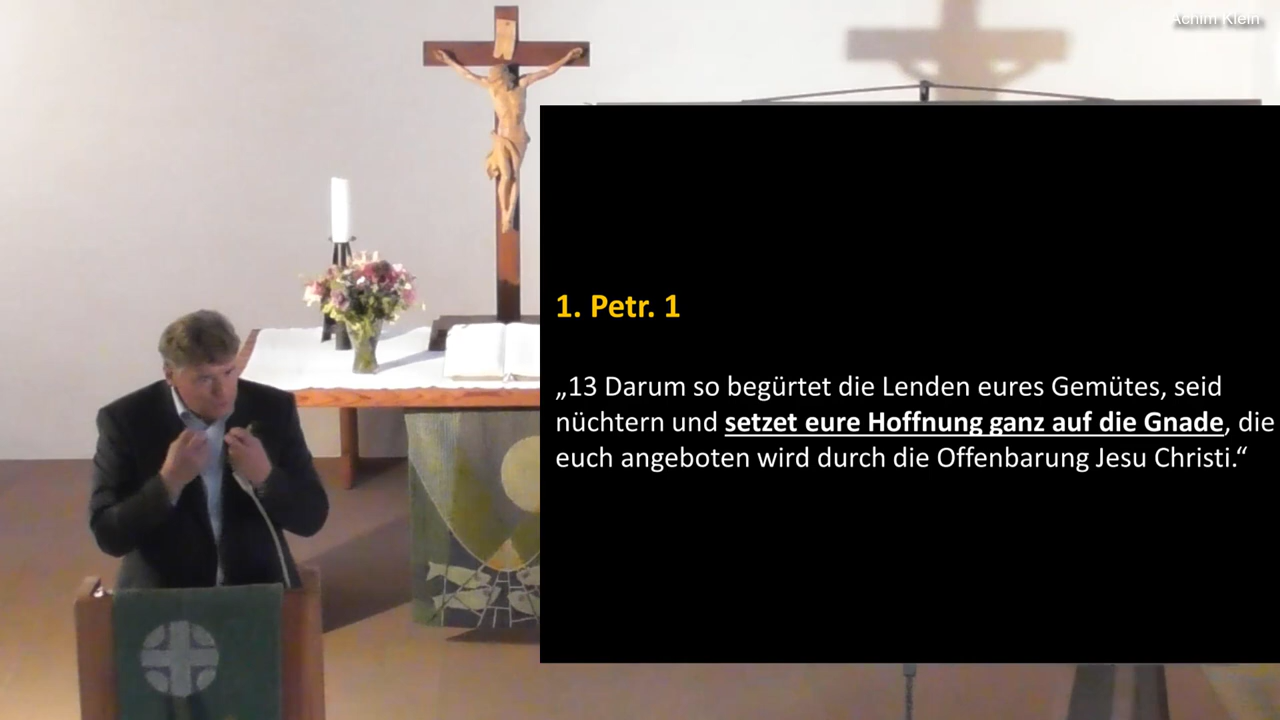 Achim Klein
1. Petr. 1
„13 Darum so begürtet die Lenden eures Gemütes, seid
nüchtern und setzet eure Hoffnung ganz auf die Gnade, die
euch angeboten wird durch die Offenbarung Jesu Christi.“